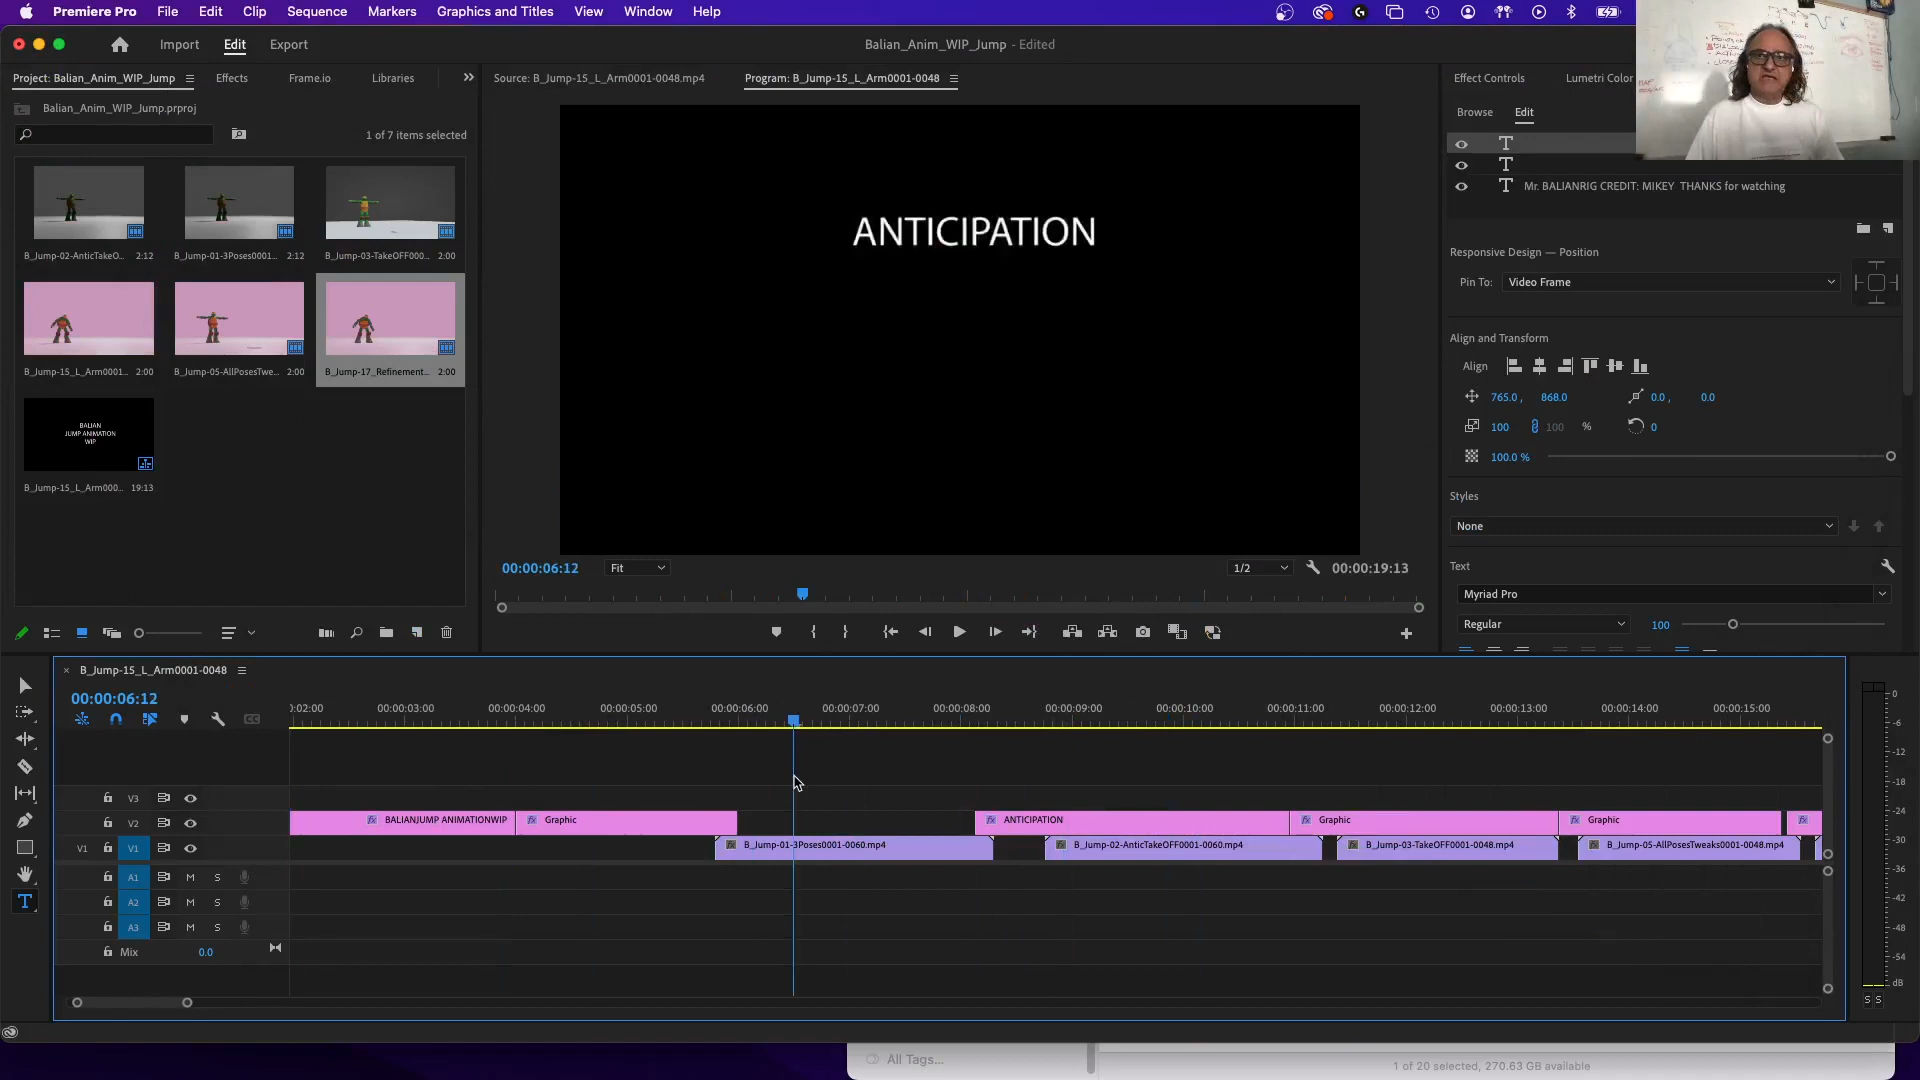 Premiere Pro File Edit Clip Sequence Markers Graphics and Titles View Window Help
Import Edit Export
Balian_Anim_WIP_Jump - Edited
Project: Balian_Anim_WIP_Jump Effects Frame.io Libraries
Source: B_Jump-15_L_Arm0001-0048.mp4 Program: B_Jump-15_L_Arm0001-0048
Effect Controls Lumetri Color
Balian_Anim_WIP_Jump.prproj
Browse Edit
1 of 7 items selected
Mr. BALIANRIG CREDIT: MIKEY THANKS for watching
B_Jump-02-AnticTakeO... 2:12 B_Jump-01-3Poses0001... 2:12 B_Jump-03-TakeOFF000... 2:00
ANTICIPATION
Responsive Design — Position
Pin To: Video Frame
Align and Transform
Align
B_Jump-15_L_Arm0001... 2:00 B_Jump-05-AllPosesTwe... 2:00 B_Jump-17_Refinement... 2:00
765.0 , 868.0 0.0 , 0.0
100 100 % 0
BALIAN
JUMP ANIMATION
WIP
100.0 %
B_Jump-15_L_Arm000... 19:13
Styles
None
00:00:06:12 Fit 1/2 00:00:19:13
Text
Myriad Pro
Regular 100
B_Jump-15_L_Arm0001-0048
00:00:06:12
:02:00 00:00:03:00 00:00:04:00 00:00:05:00 00:00:06:00 00:00:07:00 00:00:08:00 00:00:09:00 00:00:10:00 00:00:11:00 00:00:12:00 00:00:13:00 00:00:14:00 00:00:15:00
V3
V2 fx BALIANJUMP ANIMATIONWIP fx Graphic fx ANTICIPATION fx Graphic fx Graphic fx
V1 V1 fx B_Jump-01-3Poses0001-0060.mp4 fx B_Jump-02-AnticTakeOFF0001-0060.mp4 fx B_Jump-03-TakeOFF0001-0048.mp4 fx B_Jump-05-AllPosesTweaks0001-0048.mp4
A1 M S
A2 M S
A3 M S
Mix 0.0
0
-6
-12
-18
-24
-30
-36
-42
-48
-54
dB
S S
All Tags...
1 of 20 selected, 270.63 GB available